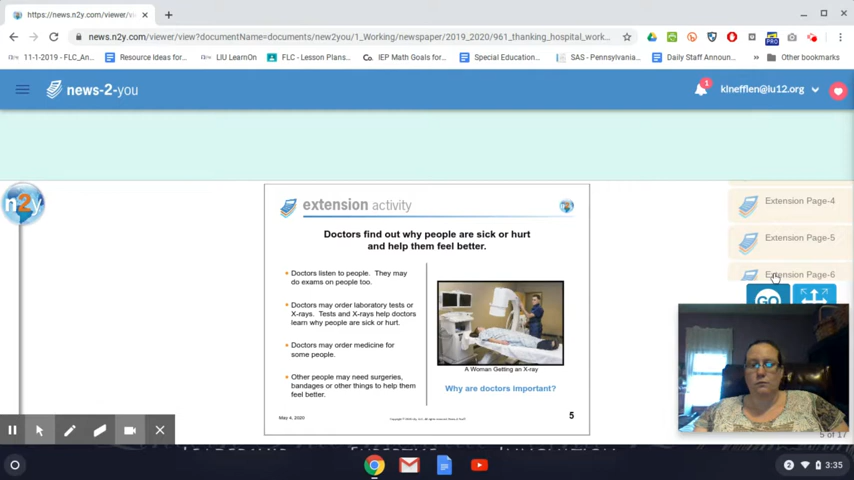 https://news.n2y.com/viewer/vi
news.n2y.com/viewer/view?documentName=documents/new2you/1_Working/newspaper/2019_2020/961_thanking_hospital_work...
11-1-2019 - FLC_An...
Resource Ideas for...
LIU LearnOn
FLC - Lesson Plans...
Co. IEP Math Goals for...
Special Education...
SAS - Pennsylvania...
Daily Staff Announ...
»
Other bookmarks
news-2-you
1
kinefflen@iu12.org
n2y
extension activity
Doctors find out why people are sick or hurt
and help them feel better.
• Doctors listen to people. They may
do exams on people too.
• Doctors may order laboratory tests or
X-rays. Tests and X-rays help doctors
learn why people are sick or hurt.
• Doctors may order medicine for
some people.
• Other people may need surgeries,
bandages or other things to help them
feel better.
A Woman Getting an X-ray
Why are doctors important?
May 4, 2020
5
Extension Page-4
Extension Page-5
Extension Page-6
GO
5 of 17
2
3:35